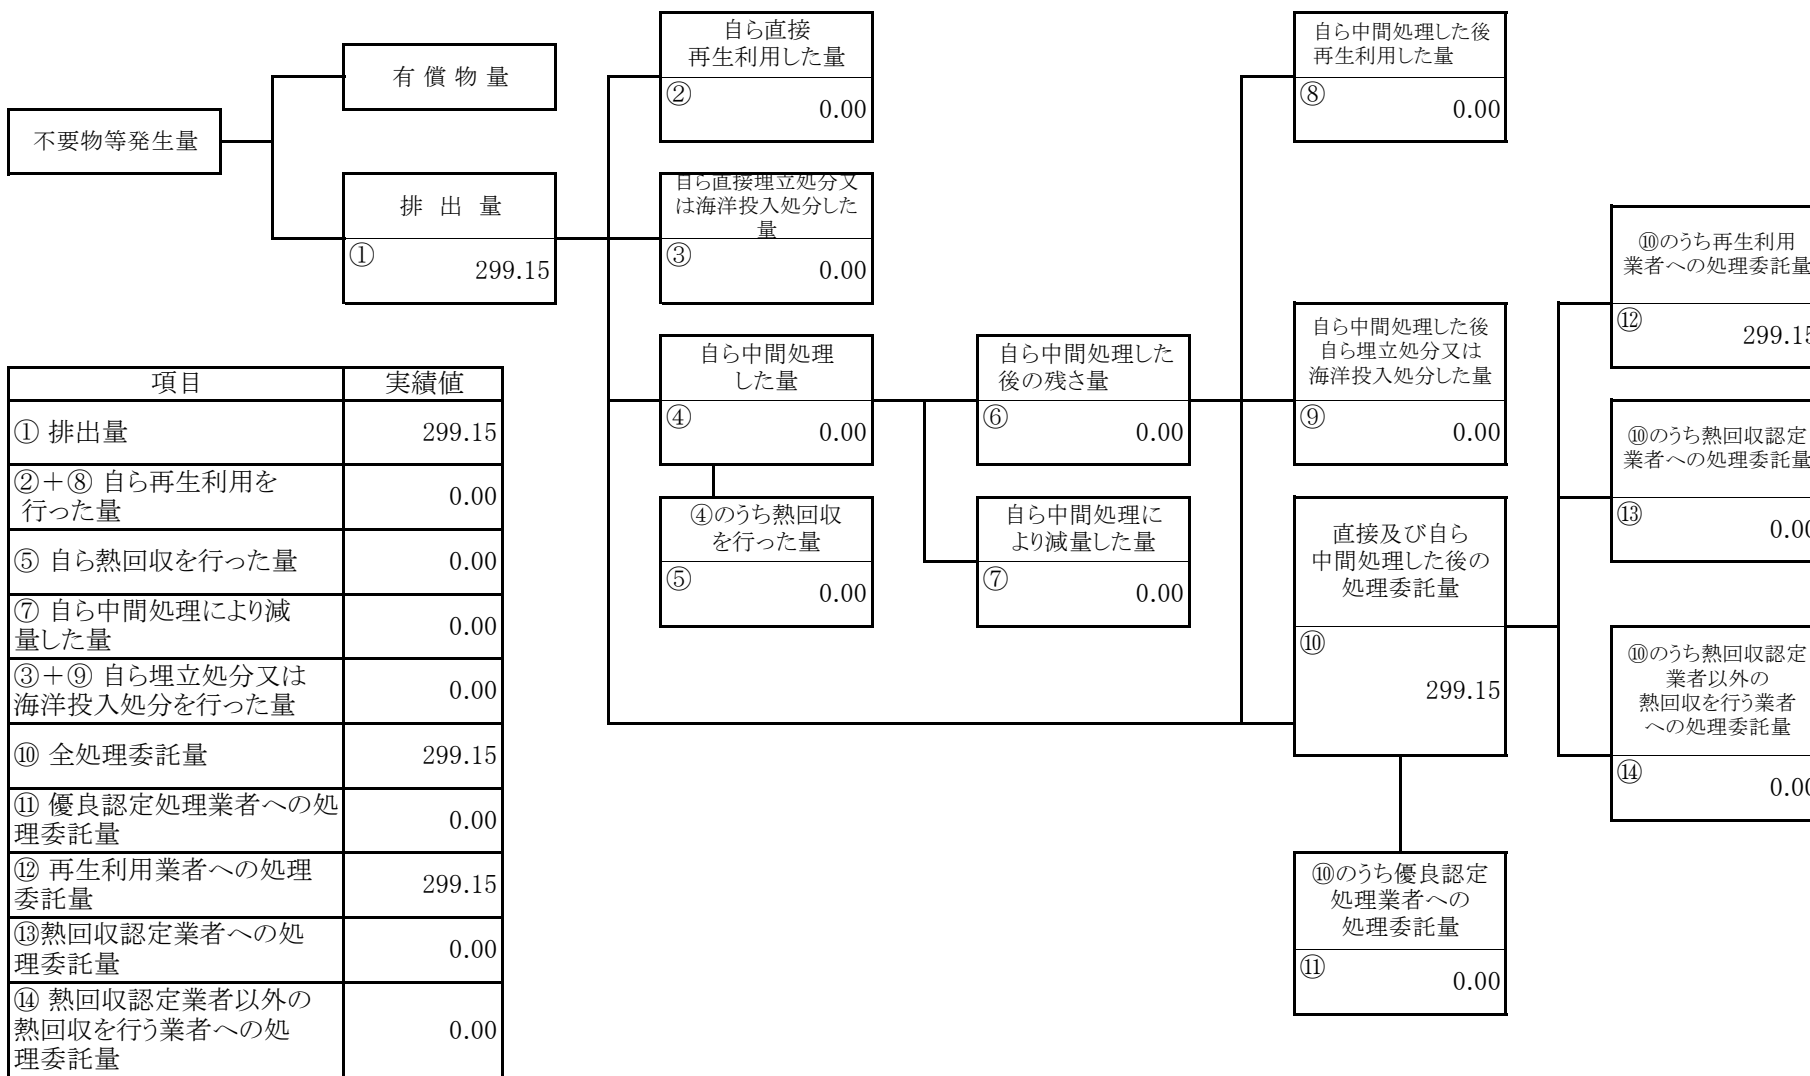 不要物等発生量
有 償 物 量
排 出 量
①
299.15
自ら直接
再生利用した量
②
0.00
自ら直接埋立処分又
は海洋投入処分した
量
③
0.00
自ら中間処理
した量
④
0.00
④のうち熱回収
を行った量
⑤
0.00
自ら中間処理した
後の残さ量
⑥
0.00
自ら中間処理に
より減量した量
⑦
0.00
自ら中間処理した後
再生利用した量
⑧
0.00
自ら中間処理した後
自ら埋立処分又は
海洋投入処分した量
⑨
0.00
直接及び自ら
中間処理した後の
処理委託量
⑩
299.15
⑩のうち優良認定
処理業者への
処理委託量
⑪
0.00
⑩のうち再生利用
業者への処理委託量
⑫
299.15
⑩のうち熱回収認定
業者への処理委託量
⑬
0.00
⑩のうち熱回収認定
業者以外の
熱回収を行う業者
への処理委託量
⑭
0.00
項目 実績値
① 排出量 299.15
②+⑧ 自ら再生利用を
行った量 0.00
⑤ 自ら熱回収を行った量 0.00
⑦ 自ら中間処理により減
量した量 0.00
③+⑨ 自ら埋立処分又は
海洋投入処分を行った量 0.00
⑩ 全処理委託量 299.15
⑪ 優良認定処理業者への処
理委託量 0.00
⑫ 再生利用業者への処理
委託量 299.15
⑬熱回収認定業者への処
理委託量 0.00
⑭ 熱回収認定業者以外の
熱回収を行う業者への処
理委託量 0.00